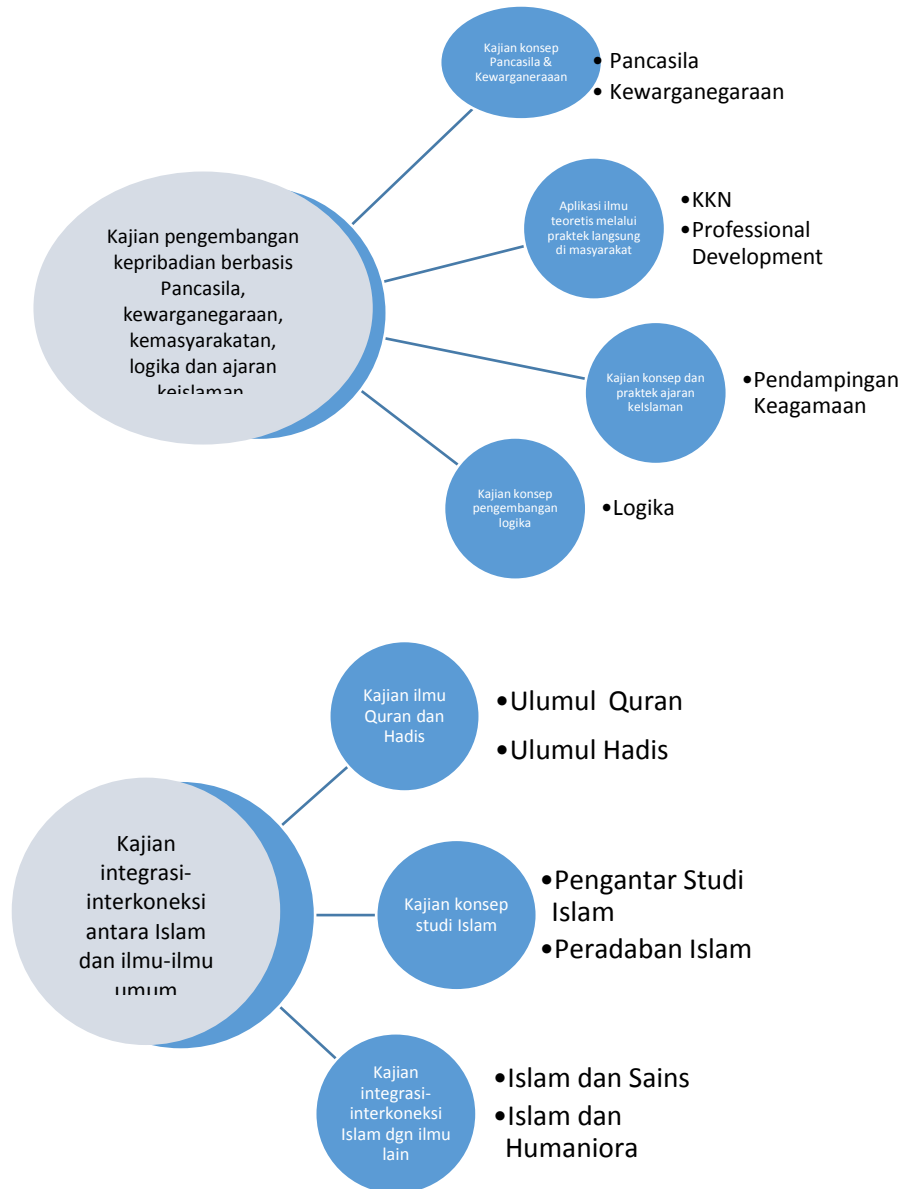 Kajian konsep
Pancasila &
Kewarganeraaan
• Pancasila
• Kewarganegaraan
Kajian pengembangan
kepribadian berbasis
Pancasila,
kewarganegaraan,
kemasyarakatan,
logika dan ajaran
keislaman
Aplikasi ilmu
teoretis melalui
praktek langsung
di masyarakat
•KKN
•Professional
Development
Kajian konsep dan
praktek ajaran
keIslaman
•Pendampingan
Keagamaan
Kajian konsep
pengembangan
logika
•Logika
Kajian ilmu
Quran dan
Hadis
•Ulumul Quran
•Ulumul Hadis
Kajian
integrasi-
interkoneksi
antara Islam
dan ilmu-ilmu
umum
Kajian konsep
studi Islam
•Pengantar Studi
Islam
•Peradaban Islam
Kajian
integrasi-
interkoneksi
Islam dgn ilmu
lain
•Islam dan Sains
•Islam dan
Humaniora